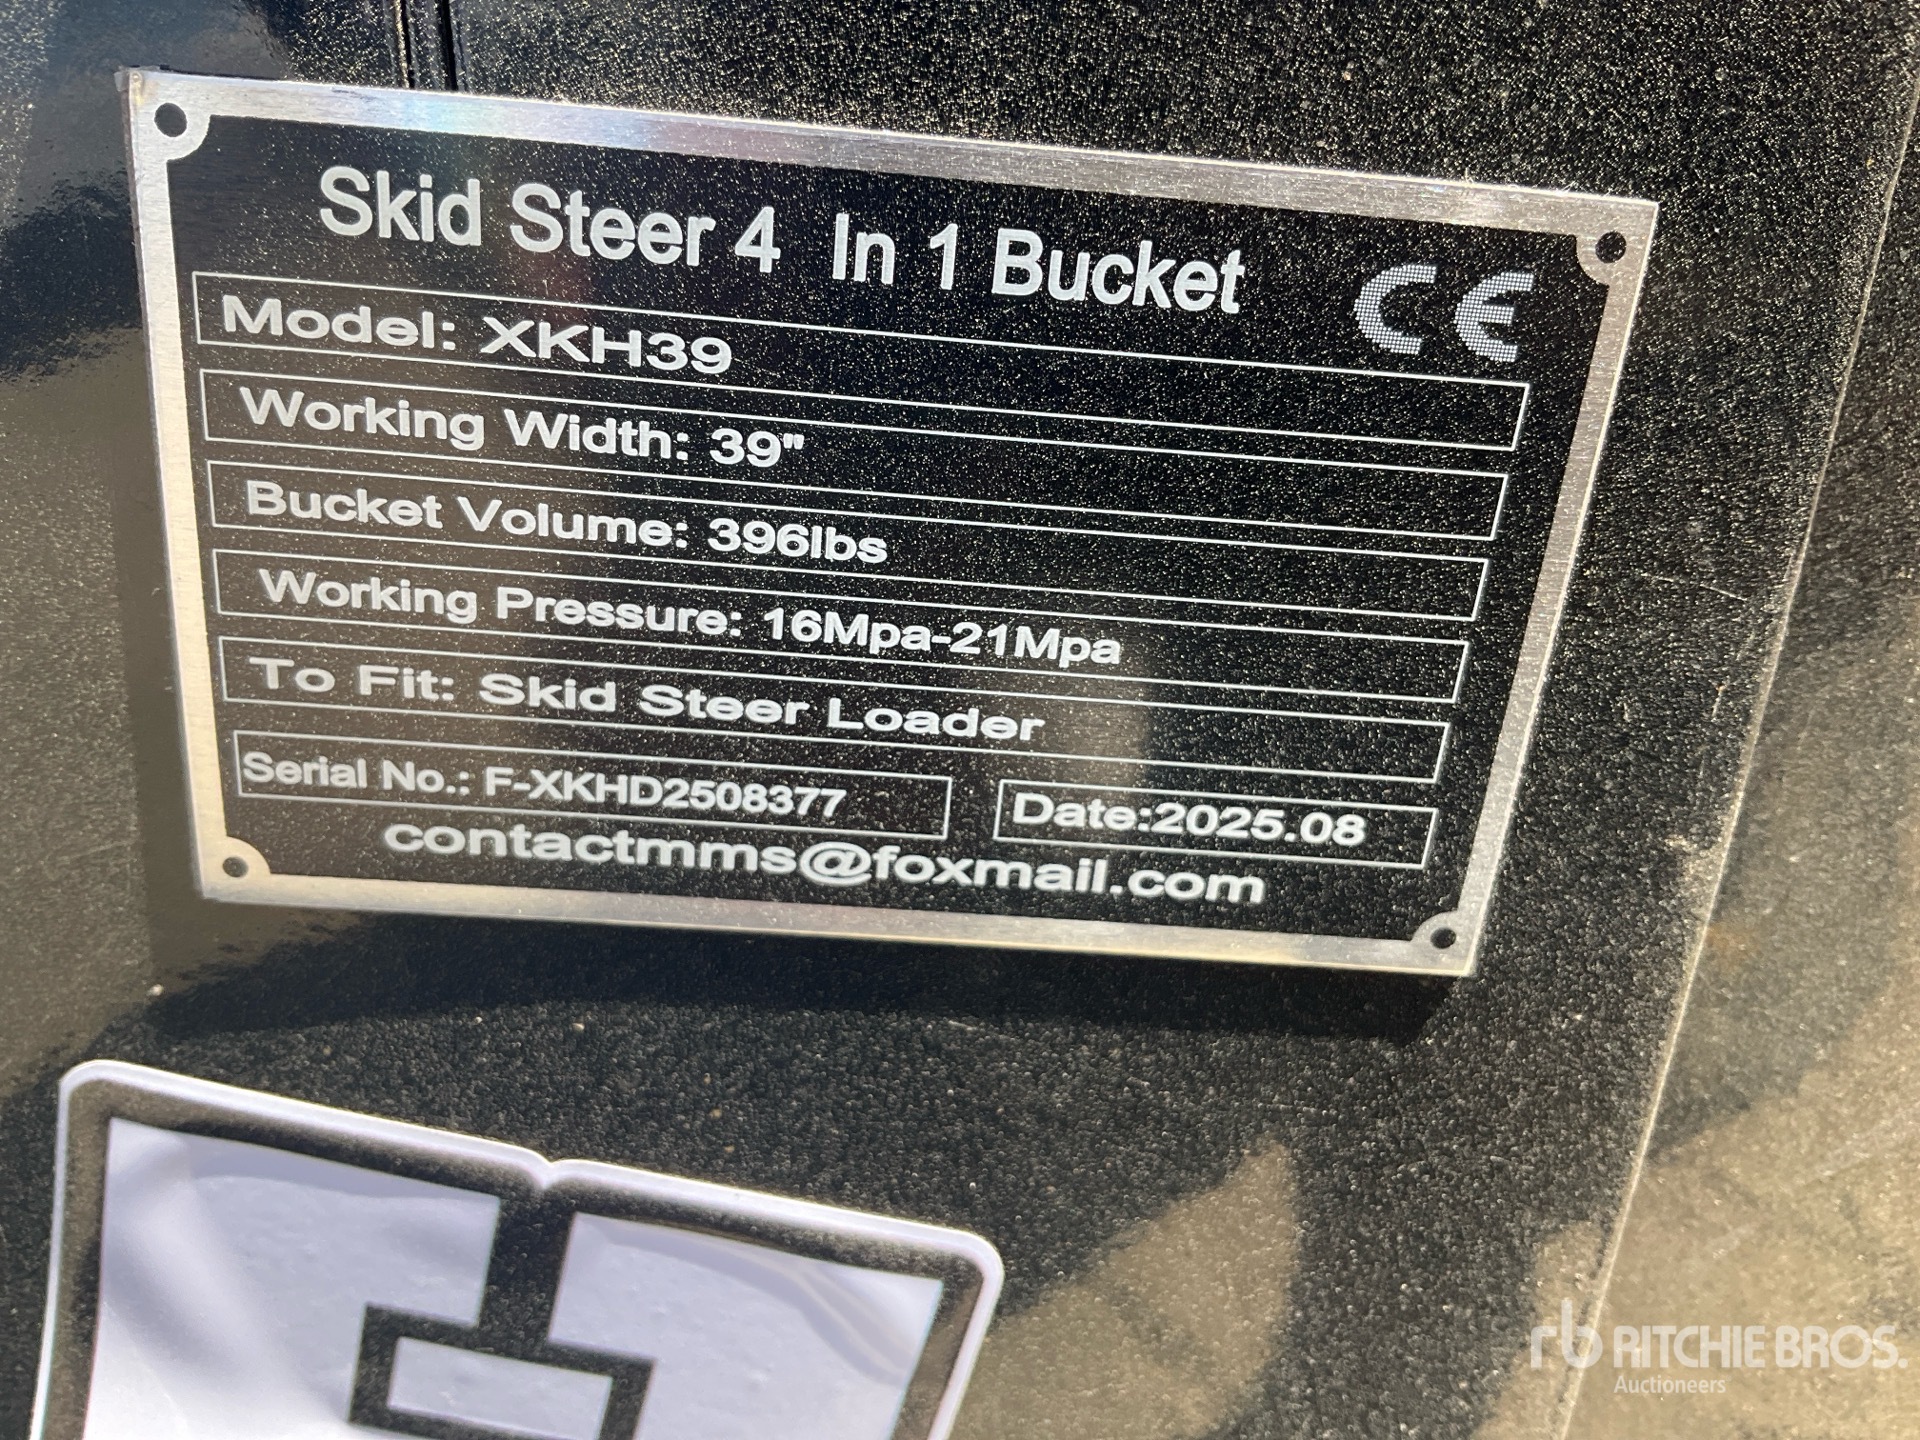 Skid Steer 4 In 1 Bucket
CE
Model: XKH39
Working Width: 39"
Bucket Volume: 396lbs
Working Pressure: 16Mpa-21Mpa
To Fit: Skid Steer Loader
Serial No.: F-XKHD2508377
Date:2025.08
contactmms@foxmail.com
rb RITCHIE BROS.
Auctioneers